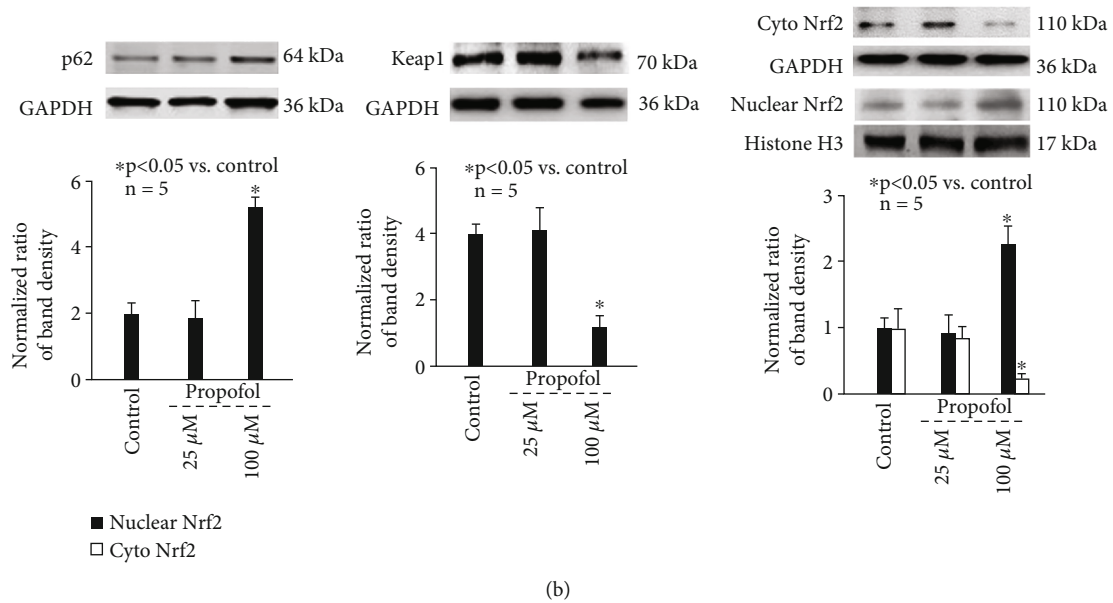 p62
64 kDa
GAPDH
36 kDa
∗p<0.05 vs. control
n = 5
Normalized ratio
of band density
6
4
2
0
Control
Propofol
25 µM
100 µM
*
Keap1
70 kDa
GAPDH
36 kDa
∗p<0.05 vs. control
n = 5
Normalized ratio
of band density
6
4
2
0
Control
Propofol
25 µM
100 µM
*
Cyto Nrf2
110 kDa
GAPDH
36 kDa
Nuclear Nrf2
110 kDa
Histone H3
17 kDa
∗p<0.05 vs. control
n = 5
Normalized ratio
of band density
3
2
1
0
Control
Propofol
25 µM
100 µM
*
*
Nuclear Nrf2
Cyto Nrf2
(b)